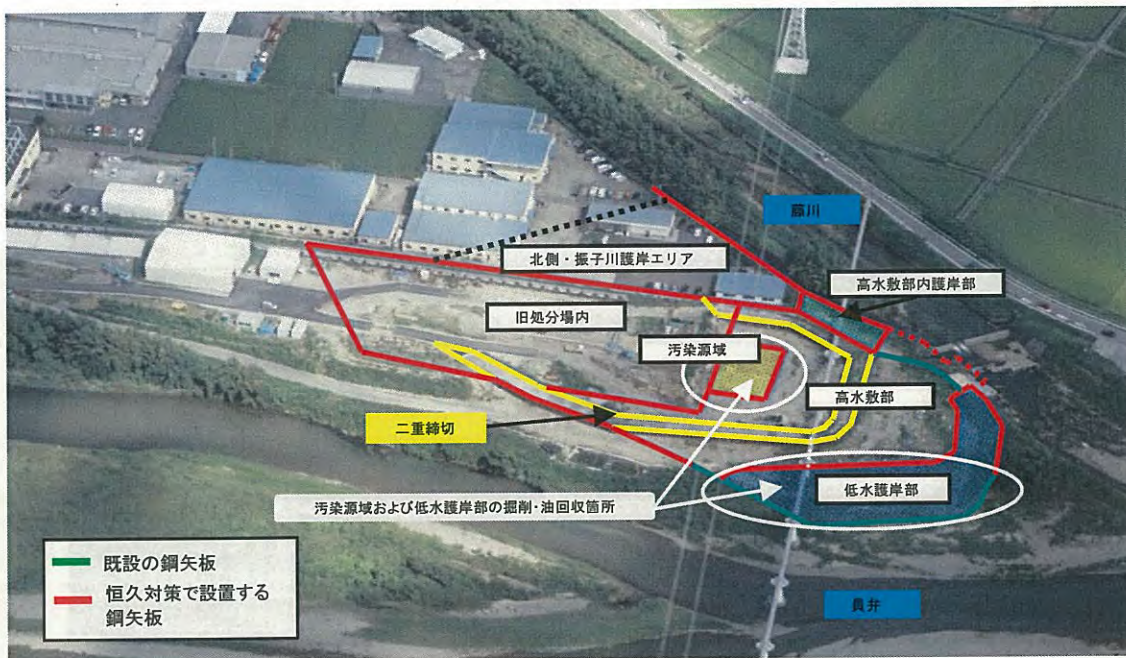 藤川
北側・振子川護岸エリア
高水敷部内護岸部
旧処分場内
汚染源域
高水敷部
二重締切
低水護岸部
汚染源域および低水護岸部の掘削・油回収箇所
既設の鋼矢板
恒久対策で設置する
鋼矢板
員弁